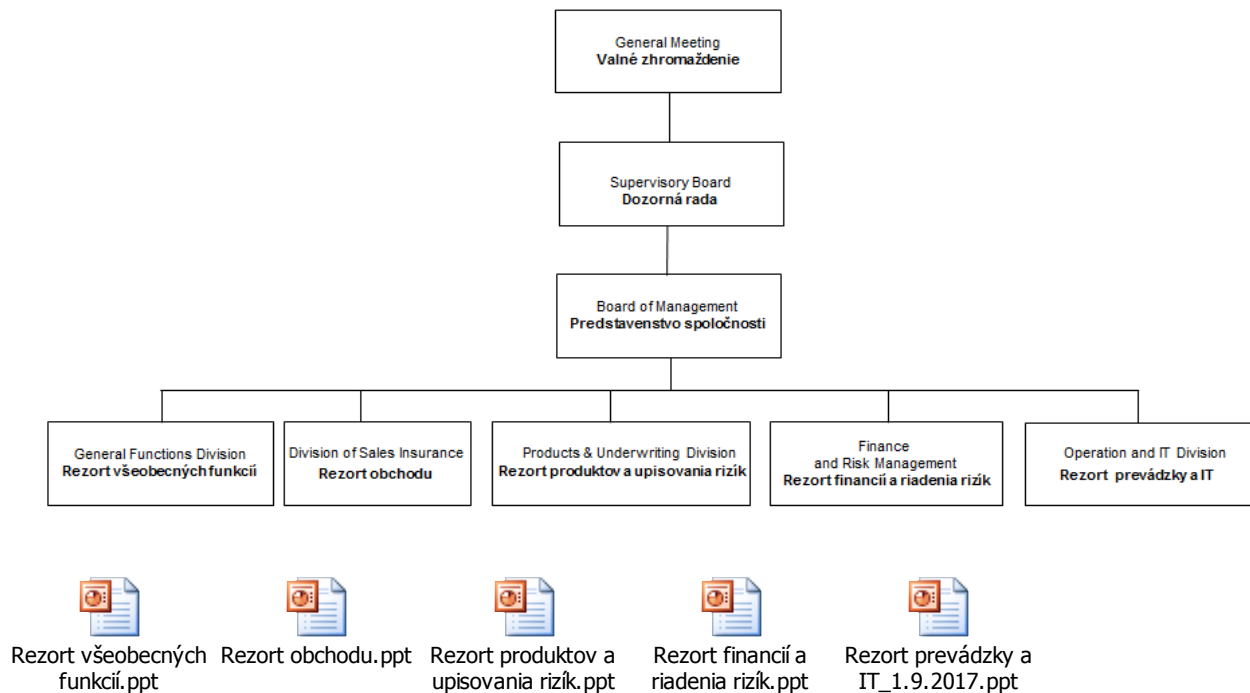 General Meeting
Valné zhromaždenie
Supervisory Board
Dozorná rada
Board of Management
Predstavenstvo spoločnosti
General Functions Division
Rezort všeobecných funkcií
Division of Sales Insurance
Rezort obchodu
Products & Underwriting Division
Rezort produktov a upisovania rizík
Finance
and Risk Management
Rezort financií a riadenia rizík
Operation and IT Division
Rezort prevádzky a IT
Rezort všeobecných
funkcií.ppt
Rezort obchodu.ppt
Rezort produktov a
upisovania rizík.ppt
Rezort financií a
riadenia rizík.ppt
Rezort prevádzky a
IT_1.9.2017.ppt